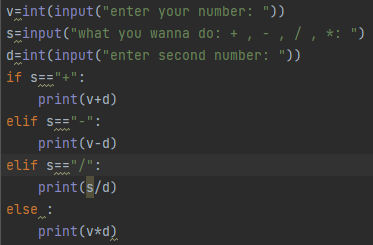 v=int(input("enter your number: "))
s=input("what you wanna do: + , - , / , *: ")
d=int(input("enter second number: "))
if s=="+":
    print(v+d)
elif s=="-":
    print(v-d)
elif s=="/":
    print(s/d)
else :
    print(v*d)